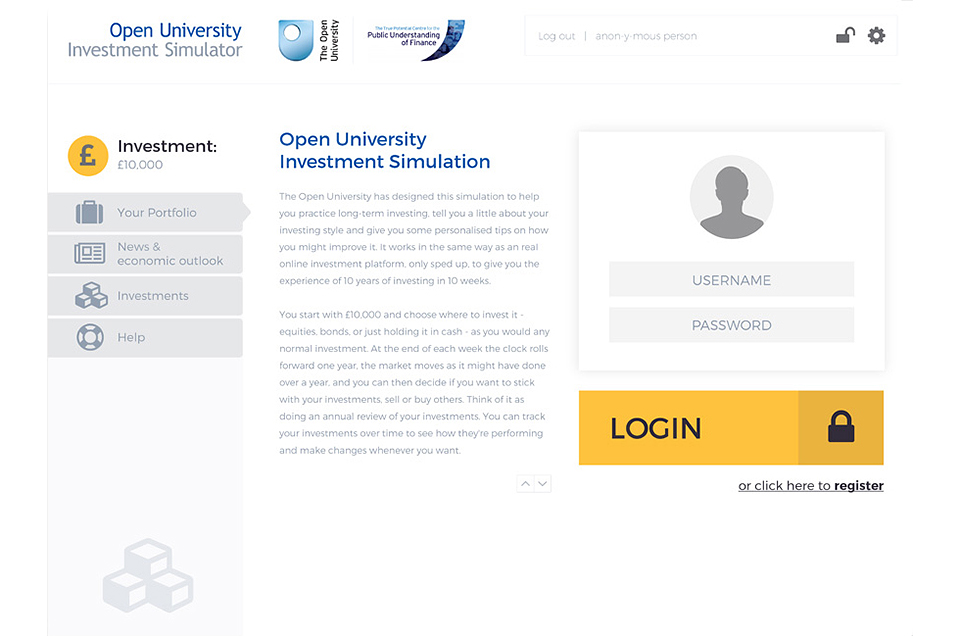 Open University
Investment Simulator
The Open
University
The True Potential Centre for the
Public Understanding
of Finance
Log out | anon-y-mous person
£
Investment:
£10,000
Your Portfolio
News &
economic outlook
Investments
Help
Open University
Investment Simulation
The Open University has designed this simulation to help
you practice long-term investing, tell you a little about your
investing style and give you some personalised tips on how
you might improve it. It works in the same way as an real
online investment platform, only sped up, to give you the
experience of 10 years of investing in 10 weeks.
You start with £10,000 and choose where to invest it -
equities, bonds, or just holding it in cash - as you would any
normal investment. At the end of each week the clock rolls
forward one year, the market moves as it might have done
over a year, and you can then decide if you want to stick
with your investments, sell or buy others. Think of it as
doing an annual review of your investments. You can track
your investments over time to see how they're performing
and make changes whenever you want.
USERNAME
PASSWORD
LOGIN
or click here to register